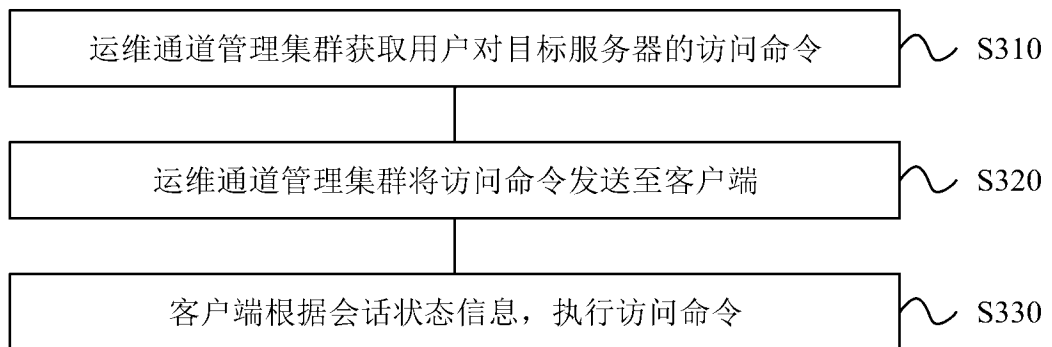 运维通道管理集群获取用户对目标服务器的访问命令 S310
运维通道管理集群将访问命令发送至客户端 S320
客户端根据会话状态信息，执行访问命令 S330